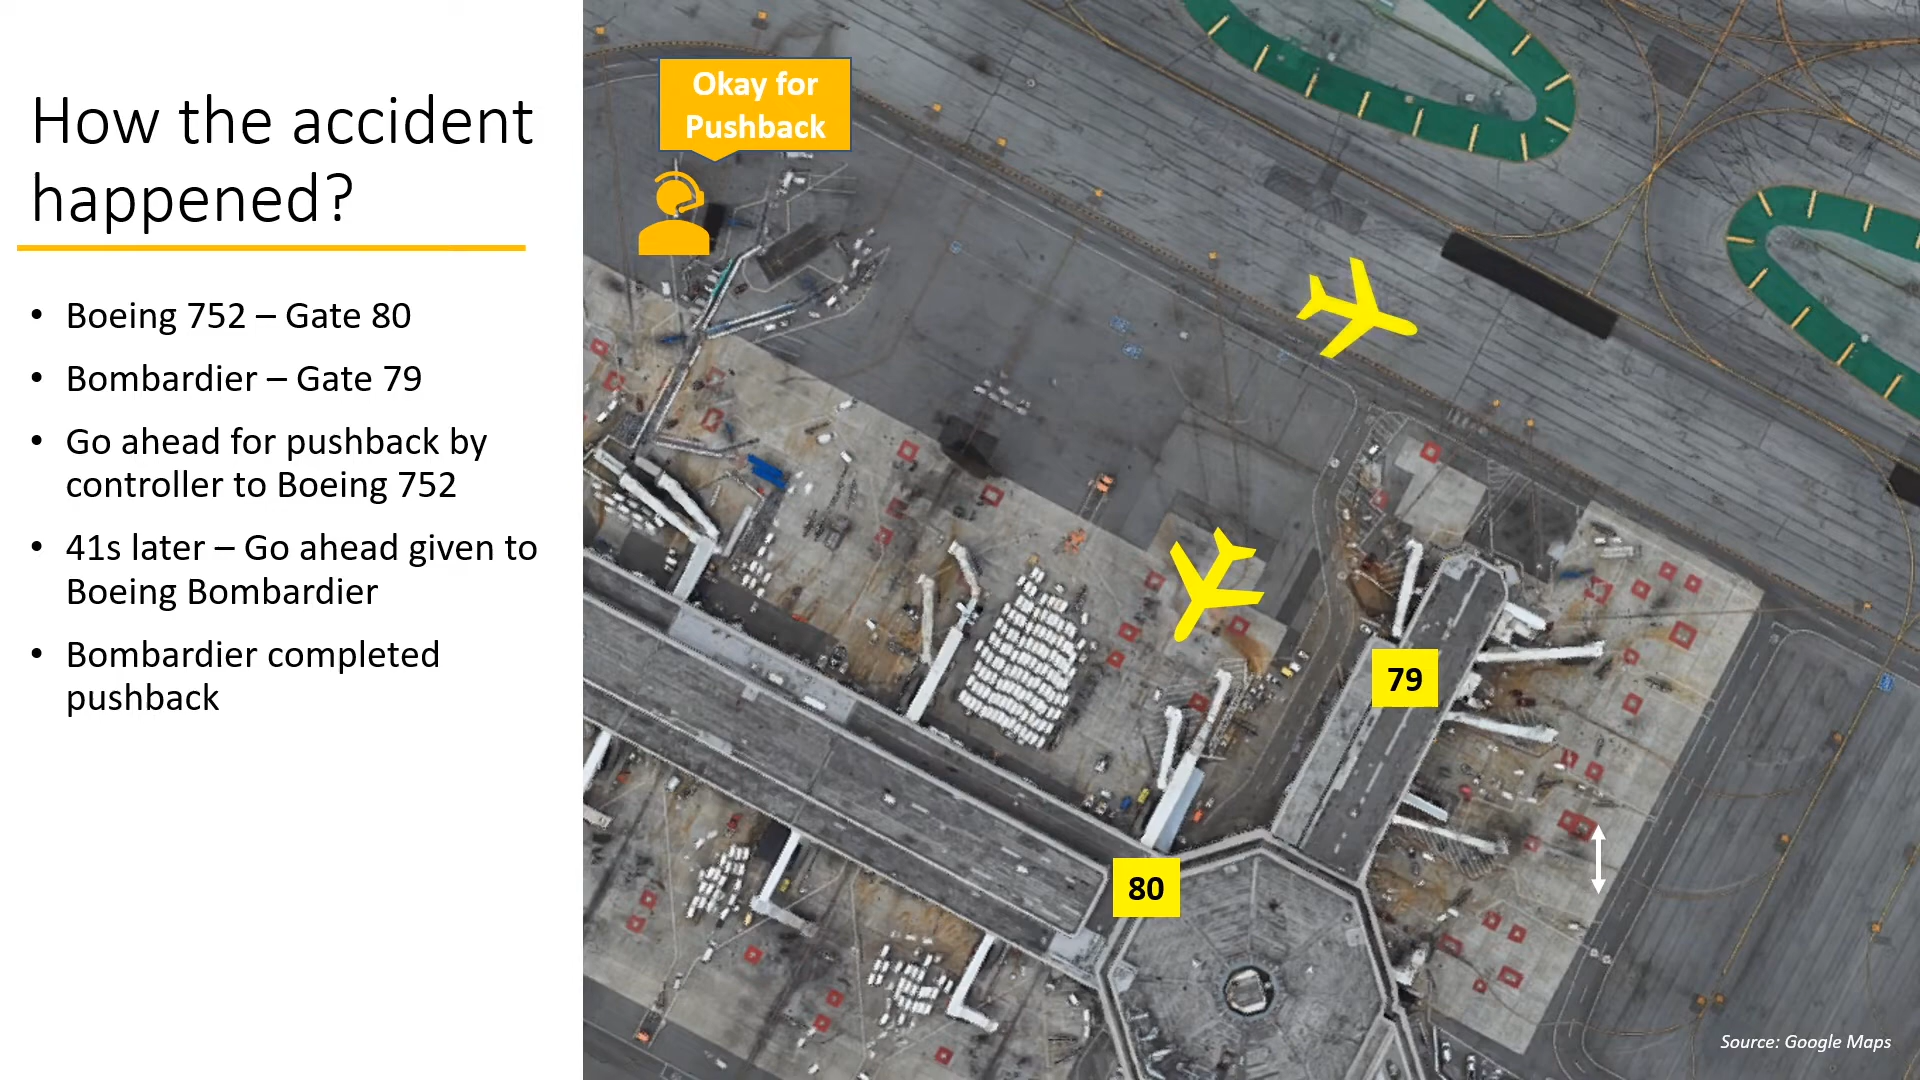 How the accident
happened?
• Boeing 752 – Gate 80
• Bombardier – Gate 79
• Go ahead for pushback by
controller to Boeing 752
• 41s later – Go ahead given to
Boeing Bombardier
• Bombardier completed
pushback
Okay for
Pushback
79
80
Source: Google Maps